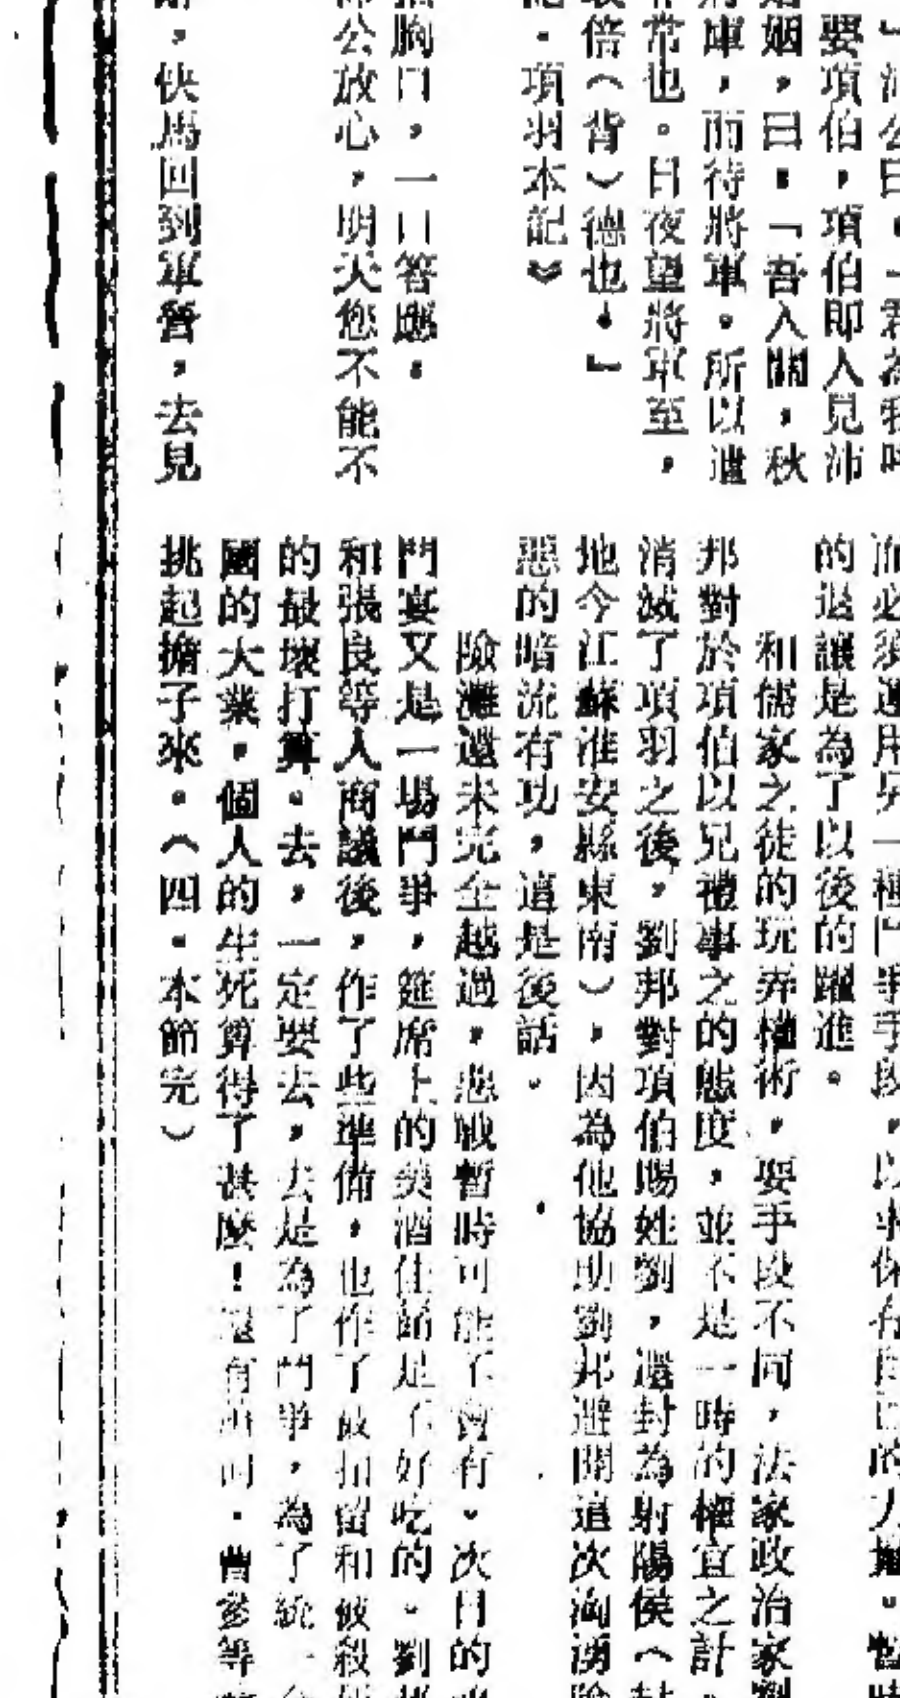 』沛公曰：「君為我呼
要項伯，項伯即入見沛
姻，曰：「吾入關，秋
庫，而待將軍。所以遣
常也。日夜望將軍至，
倍（背）德也。』
項羽本記》
胸口，一口答應。
公放心，明天您不能不
，快馬回到軍營，去見
而必須運用另一種鬥爭手段，以求保存自己的力量。暫時
的退讓是為了以後的躍進。
和儒家之徒的玩弄權術，耍手段不同，法家政治家劉
邦對於項伯以兄禮事之的態度，並不是一時的權宜之計，
消滅了項羽之後，劉邦對項伯賜姓劉，還封為射陽侯（封
地今江蘇淮安縣東南），因為他協助劉邦避開這次洶湧險
惡的暗流有功，這是後話。
險灘還未完全越過，惡戰暫時可能不會有。次日的
門宴又是一場鬥爭，筵席上的美酒佳餚是不好吃的。劉邦
和張良等人商議後，作了些準備，也作了被扣留和被殺
的最壞打算。去，一定要去，去是為了鬥爭，為了統一
國的大業，個人的生死算得了甚麼！還有蕭何、曹參等
挑起擔子來。（四·本節完）